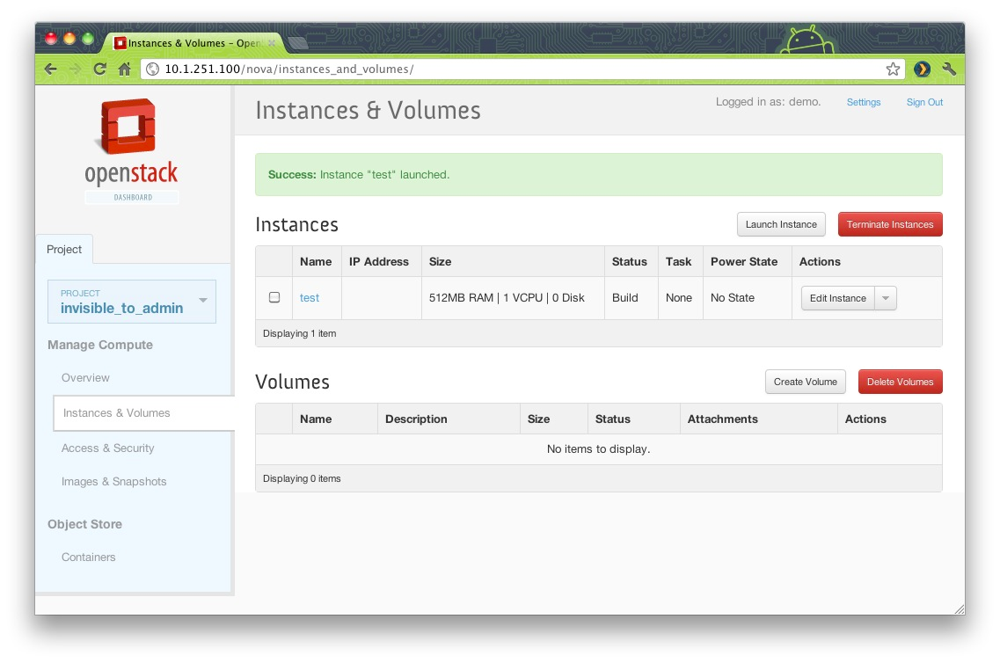 Instances & Volumes - Open
10.1.251.100/nova/instances_and_volumes/
openstack
DASHBOARD
Instances & Volumes
Logged in as: demo. Settings Sign Out
Success: Instance "test" launched.
Project
PROJECT
invisible_to_admin
Manage Compute
Overview
Instances & Volumes
Access & Security
Images & Snapshots
Object Store
Containers
Instances Launch Instance Terminate Instances
Name IP Address Size Status Task Power State Actions
test 512MB RAM | 1 VCPU | 0 Disk Build None No State Edit Instance
Displaying 1 item
Volumes Create Volume Delete Volumes
Name Description Size Status Attachments Actions
No items to display.
Displaying 0 items